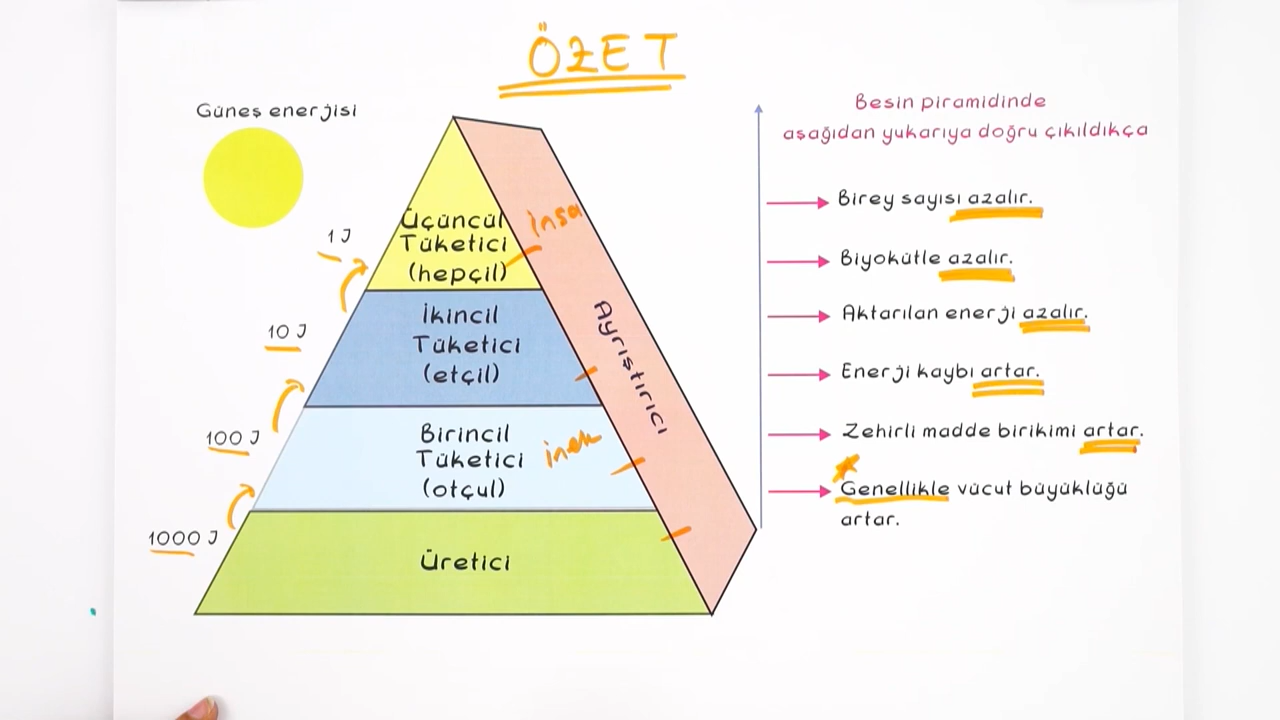 ÖZET
Güneş enerjisi
Besin piramidinde
aşağıdan yukarıya doğru çıkıldıkça
1 J
10 J
100 J
1000 J
Üçüncül
Tüketici
(hepçil)
İkincil
Tüketici
(etçil)
Birincil
Tüketici
(otçul)
Üretici
Ayrıştırıcı
insa
inek
Birey sayısı azalır.
Biyokütle azalır.
Aktarılan enerji azalır.
Enerji kaybı artar.
Zehirli madde birikimi artar.
Genellikle vücut büyüklüğü
artar.